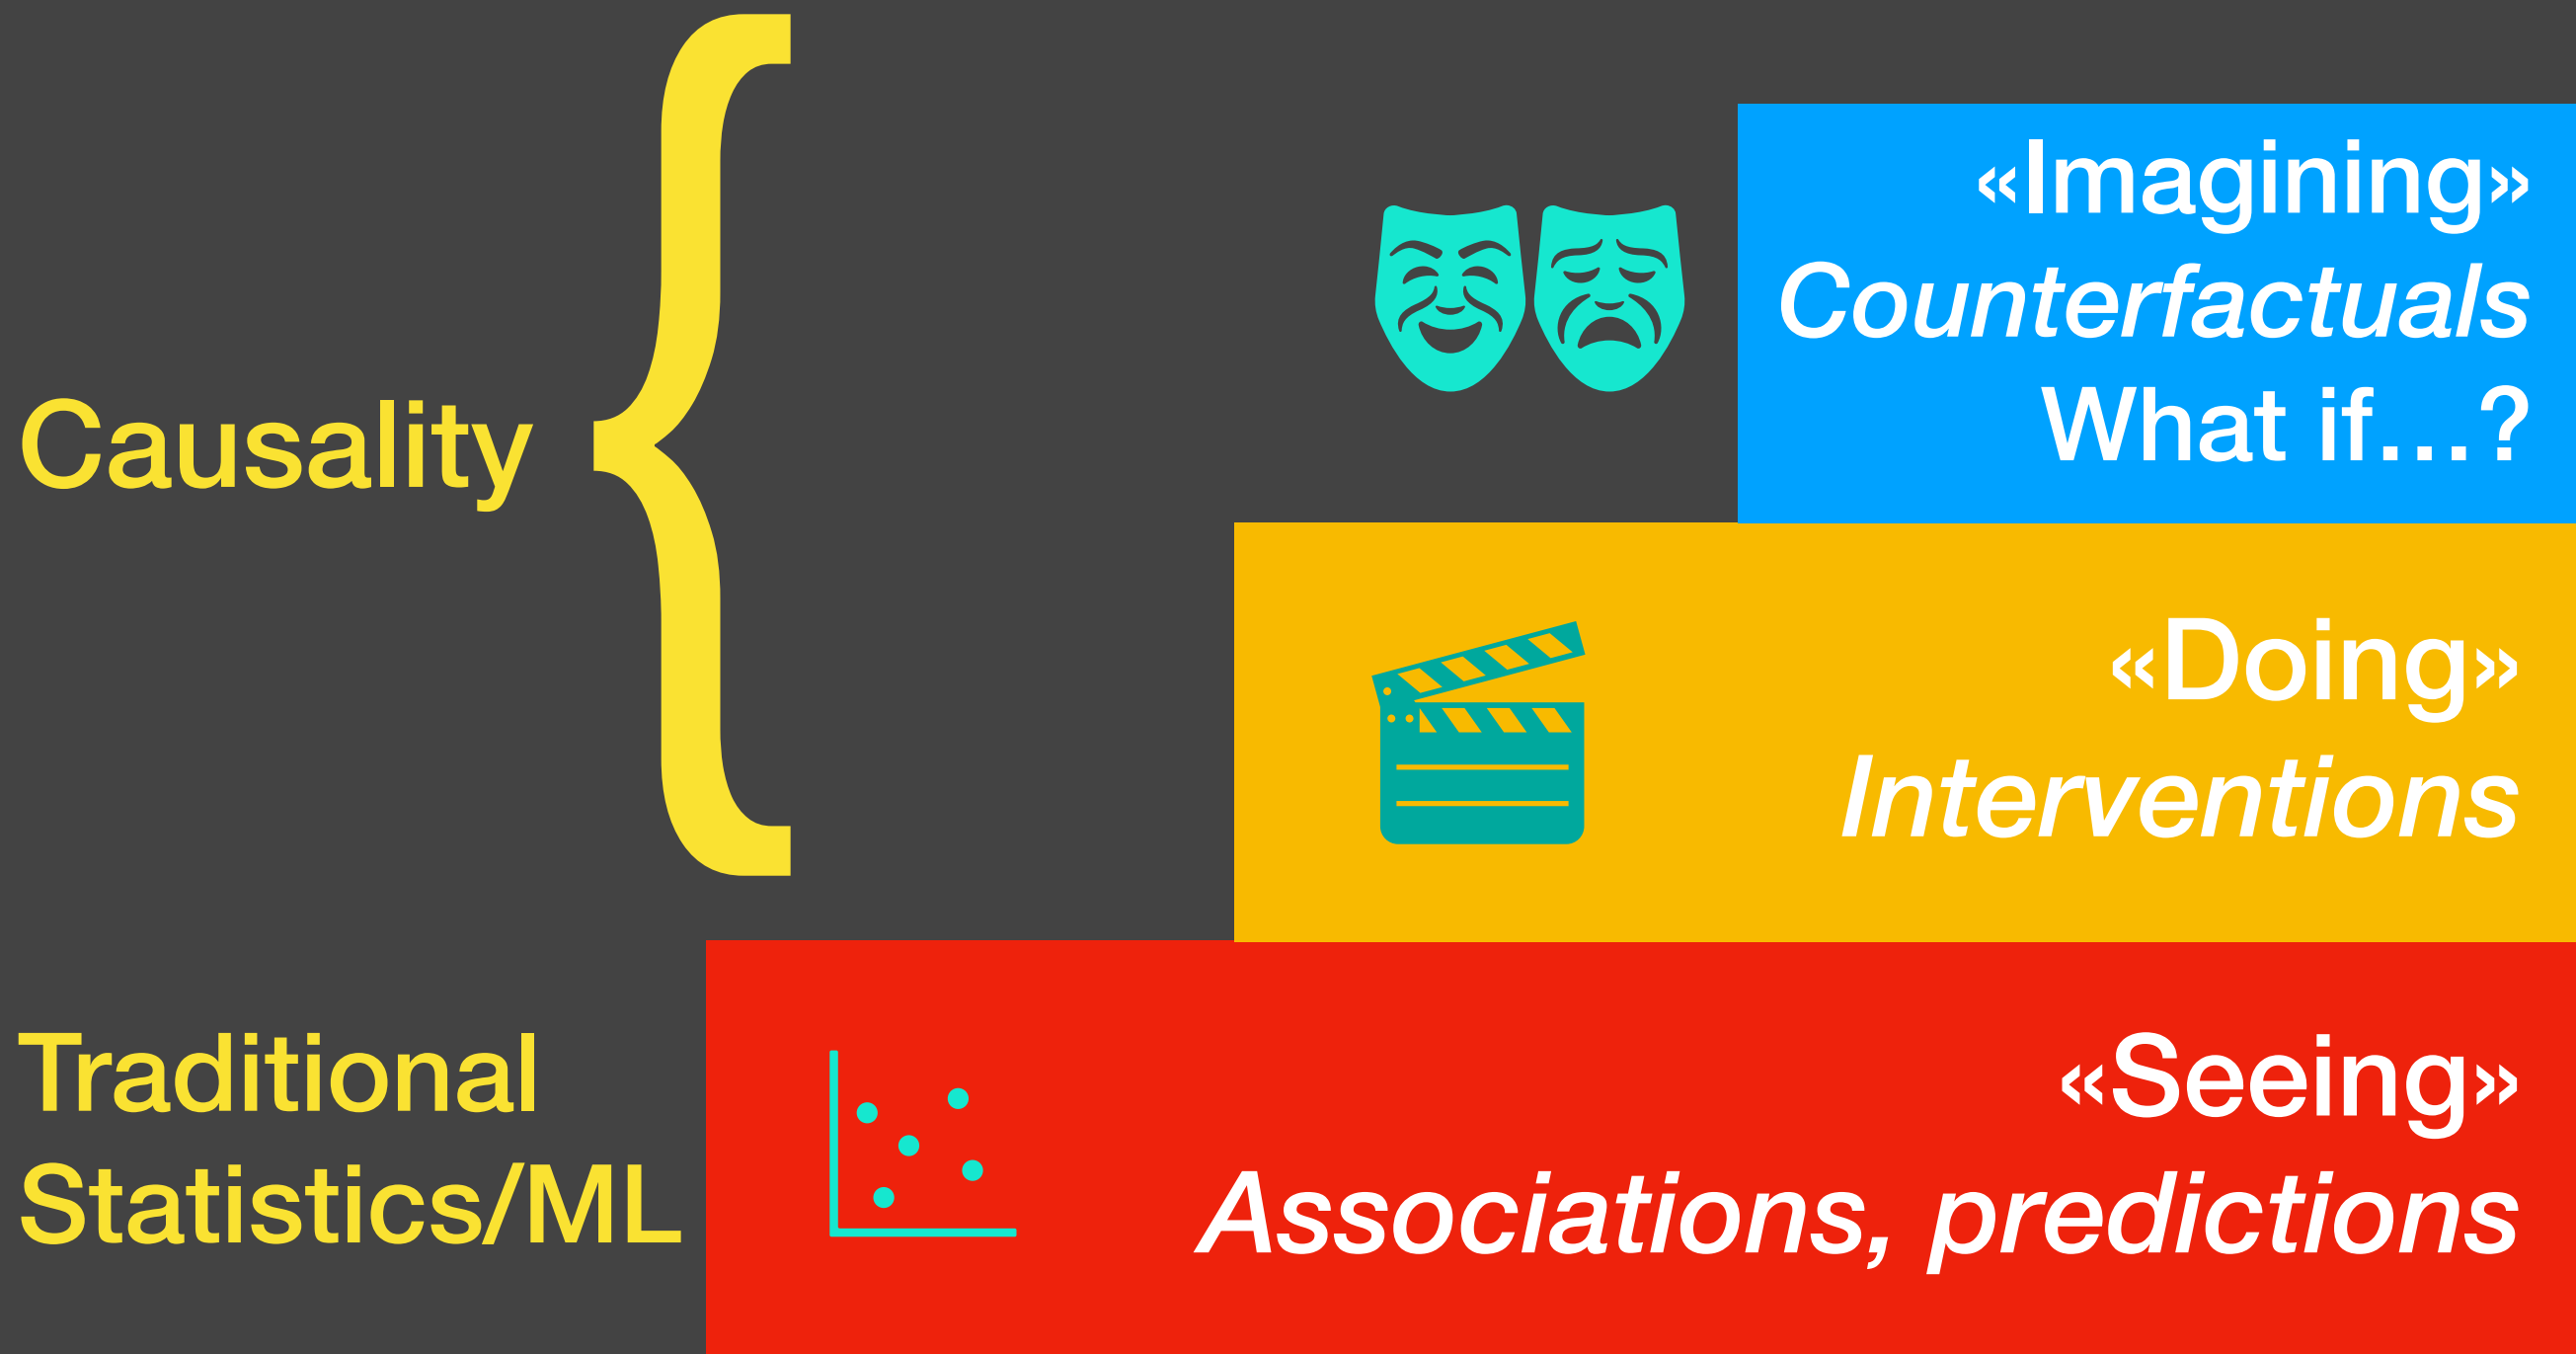 Causality
«Imagining»
Counterfactuals
What if…?
«Doing»
Interventions
Traditional
Statistics/ML
«Seeing»
Associations, predictions